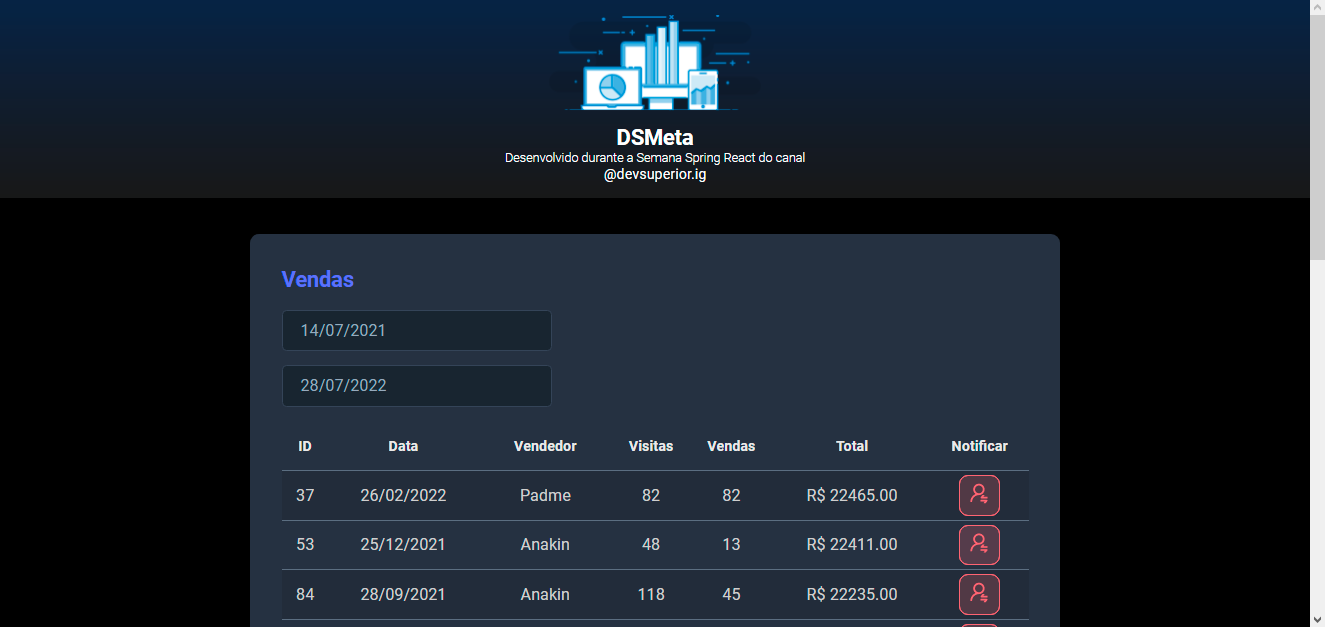 DSMeta
Desenvolvido durante a Semana Spring React do canal
@devsuperior.ig
Vendas
14/07/2021
28/07/2022
ID Data Vendedor Visitas Vendas Total Notificar
37 26/02/2022 Padme 82 82 R$ 22465.00
53 25/12/2021 Anakin 48 13 R$ 22411.00
84 28/09/2021 Anakin 118 45 R$ 22235.00